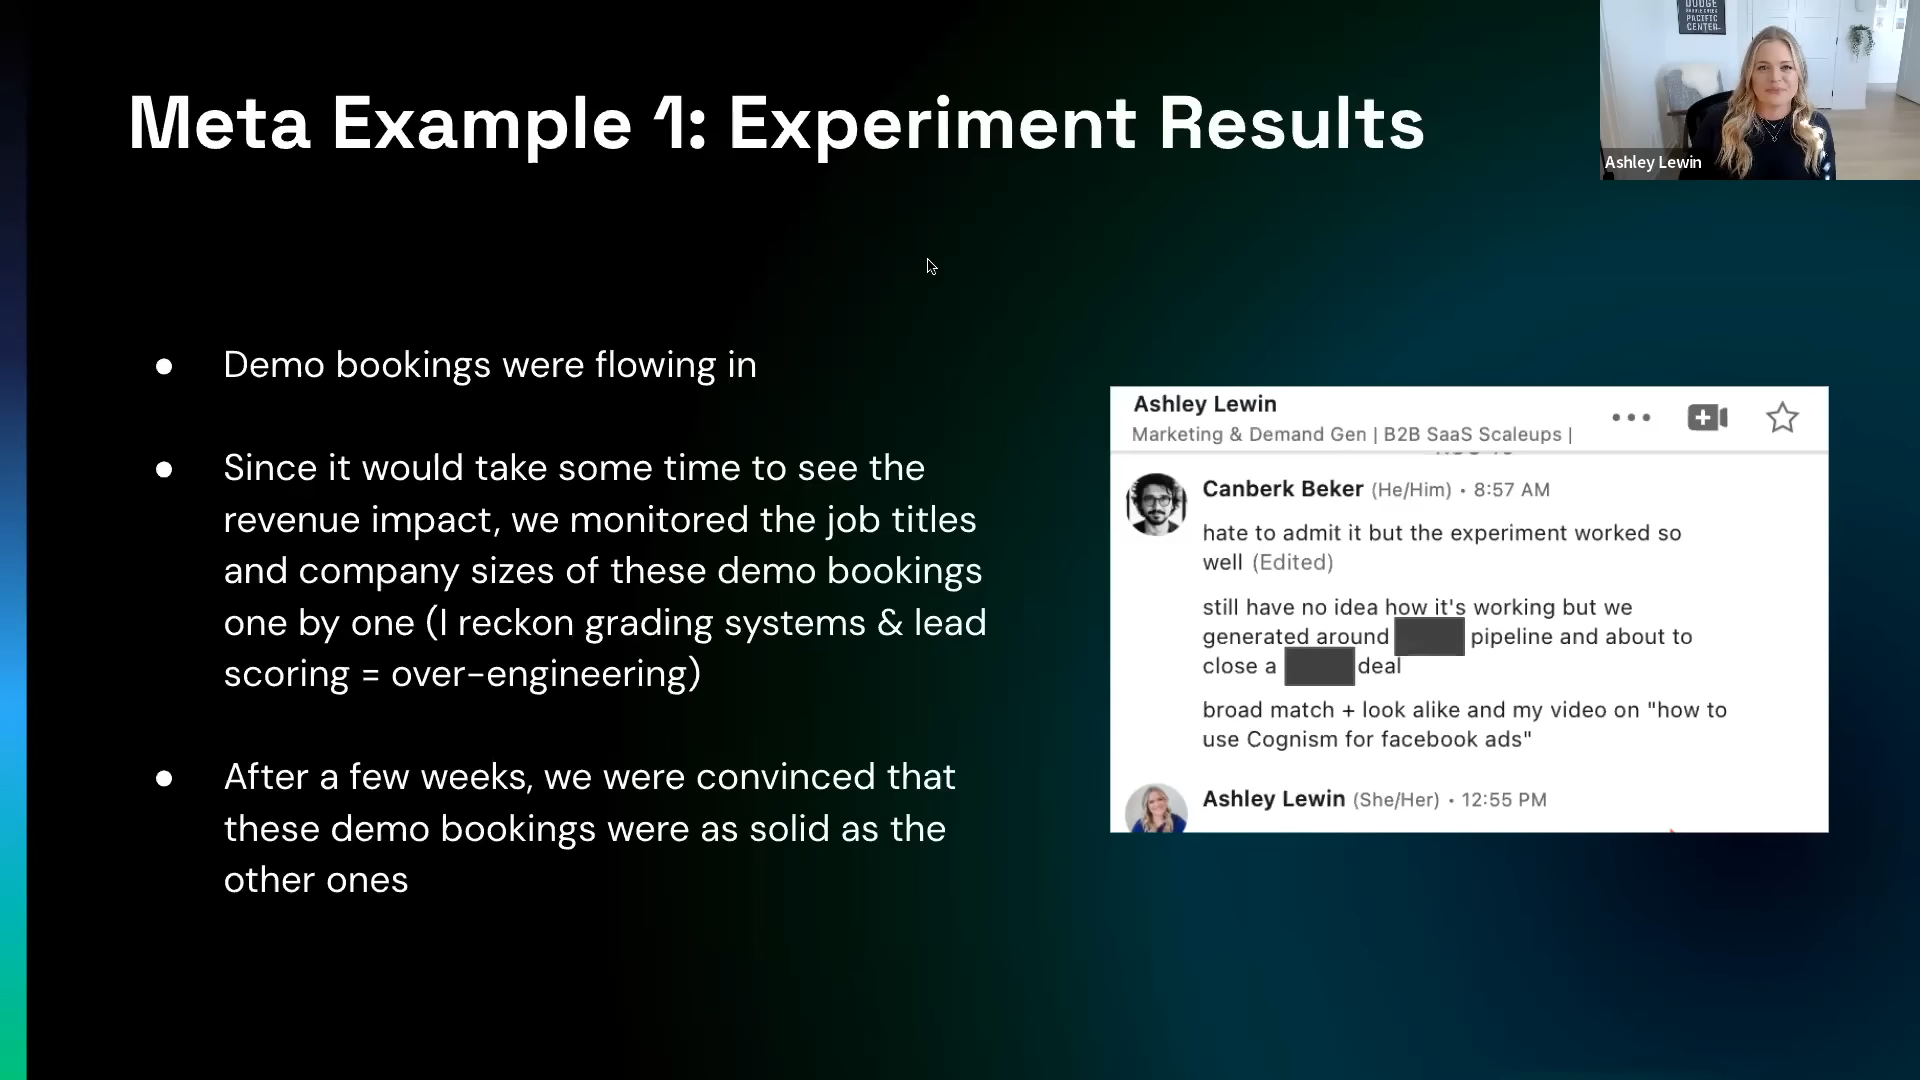 Meta Example 1: Experiment Results
DODGE
PACIFIC
CENTER
Ashley Lewin
Demo bookings were flowing in
Since it would take some time to see the
revenue impact, we monitored the job titles
and company sizes of these demo bookings
one by one (I reckon grading systems & lead
scoring = over-engineering)
After a few weeks, we were convinced that
these demo bookings were as solid as the
other ones
Ashley Lewin
Marketing & Demand Gen | B2B SaaS Scaleups |
Canberk Beker (He/Him) • 8:57 AM
hate to admit it but the experiment worked so
well (Edited)
still have no idea how it's working but we
generated around pipeline and about to
close a deal
broad match + look alike and my video on "how to
use Cognism for facebook ads"
Ashley Lewin (She/Her) • 12:55 PM